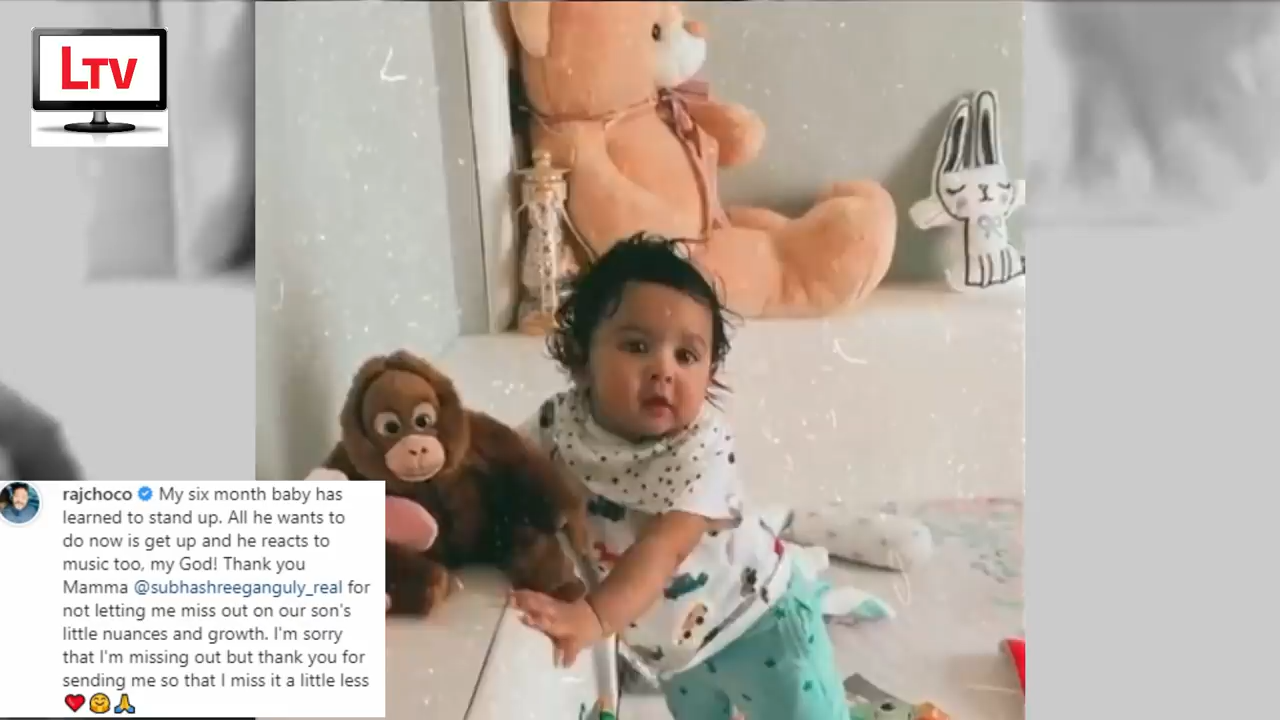 LTV
rajchoco My six month baby has
learned to stand up. All he wants to
do now is get up and he reacts to
music too, my God! Thank you
Mamma @subhashreeganguly_real for
not letting me miss out on our son's
little nuances and growth. I'm sorry
that I'm missing out but thank you for
sending me so that I miss it a little less
❤️🤗🙏